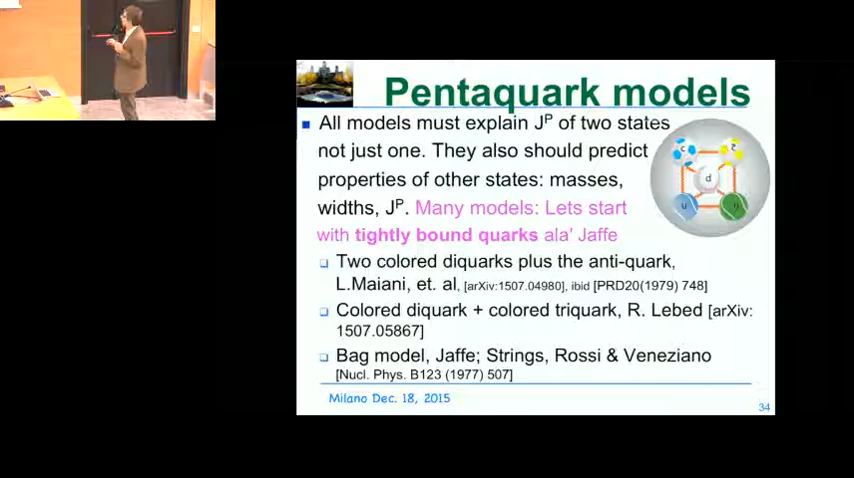 Pentaquark models
All models must explain Jᴾ of two states
not just one. They also should predict
properties of other states: masses,
widths, Jᴾ. Many models: Lets start
with tightly bound quarks ala' Jaffe
Two colored diquarks plus the anti-quark,
L.Maiani, et. al, [arXiv:1507.04980], ibid [PRD20(1979) 748]
Colored diquark + colored triquark, R. Lebed [arXiv:
1507.05867]
Bag model, Jaffe; Strings, Rossi & Veneziano
[Nucl. Phys. B123 (1977) 507]
Milano Dec. 18, 2015
34
c
d
u